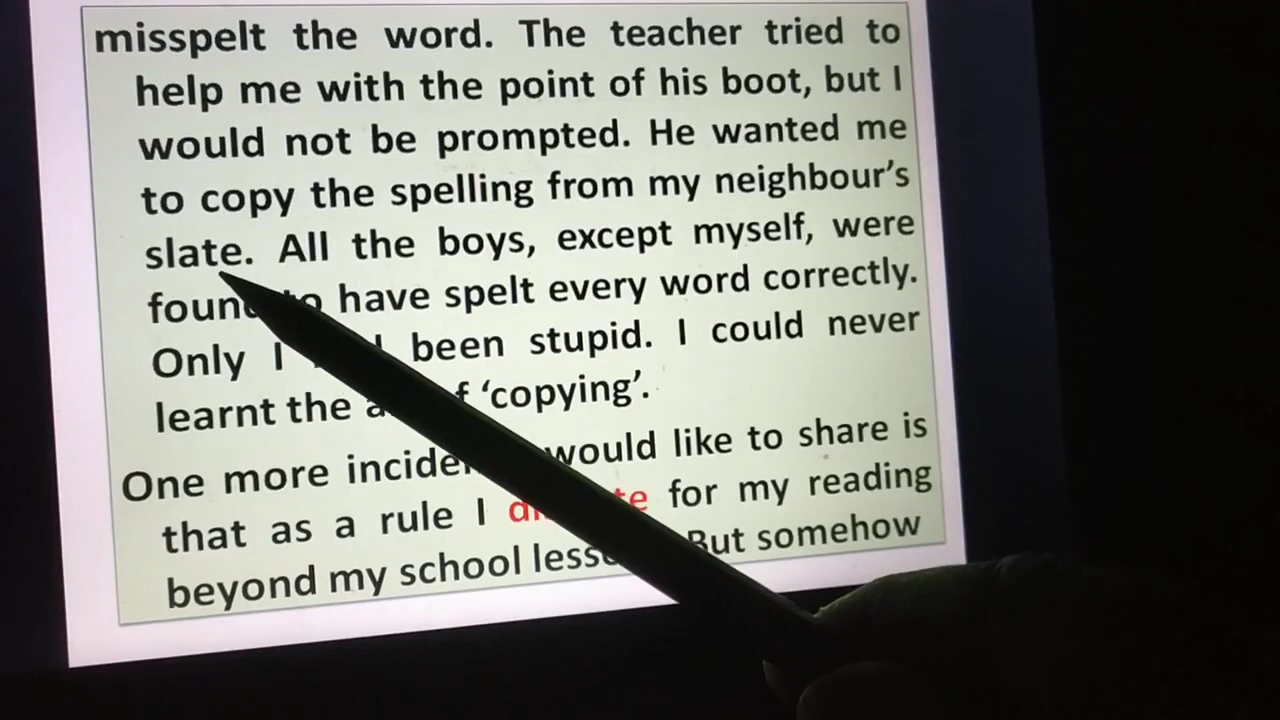 misspelt the word. The teacher tried to
help me with the point of his boot, but I
would not be prompted. He wanted me
to copy the spelling from my neighbour's
slate. All the boys, except myself, were
found to have spelt every word correctly.
Only I been stupid. I could never
learnt the 'copying'.
One more incident would like to share is
that as a rule I for my reading
beyond my school But somehow